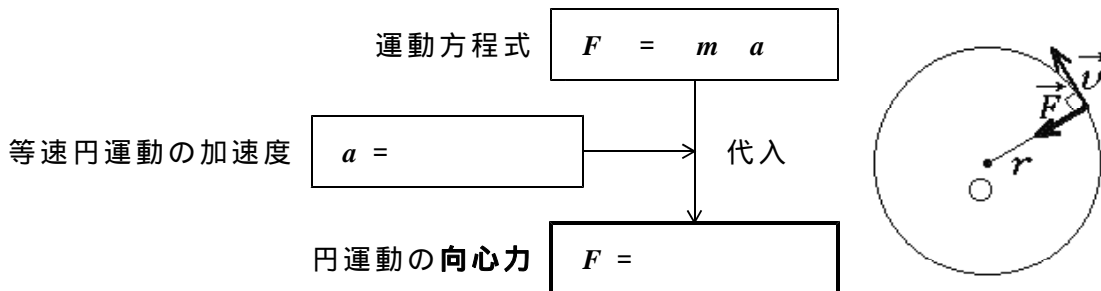 運動方程式 F = m a
等速円運動の加速度 a =
代入
円運動の向心力 F =
υ
F
r
O